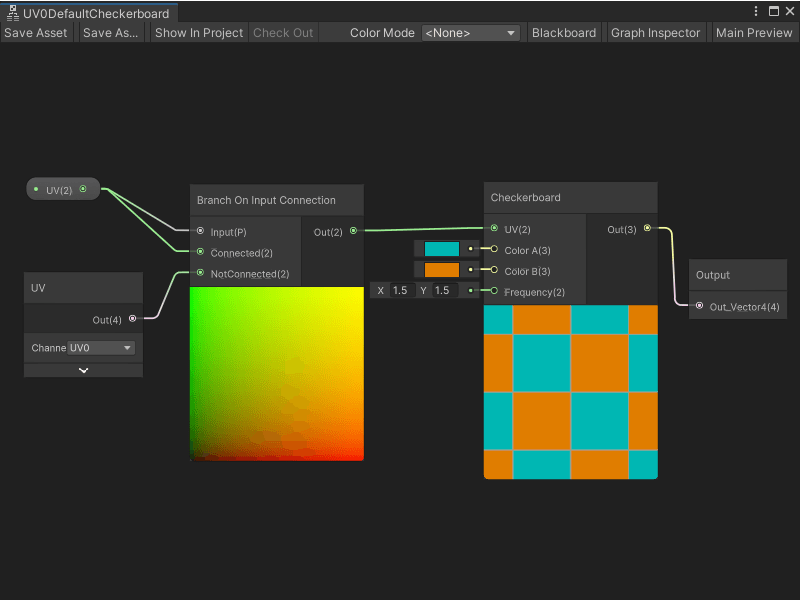 UV0DefaultCheckerboard
Save Asset Save As... Show In Project Check Out Color Mode <None> Blackboard Graph Inspector Main Preview
UV(2)
Branch On Input Connection
Input(P) Out(2)
Connected(2)
NotConnected(2)
UV
Out(4)
Channe UV0
Checkerboard
UV(2) Out(3)
Color A(3)
Color B(3)
X 1.5 Y 1.5 Frequency(2)
Output
Out_Vector4(4)